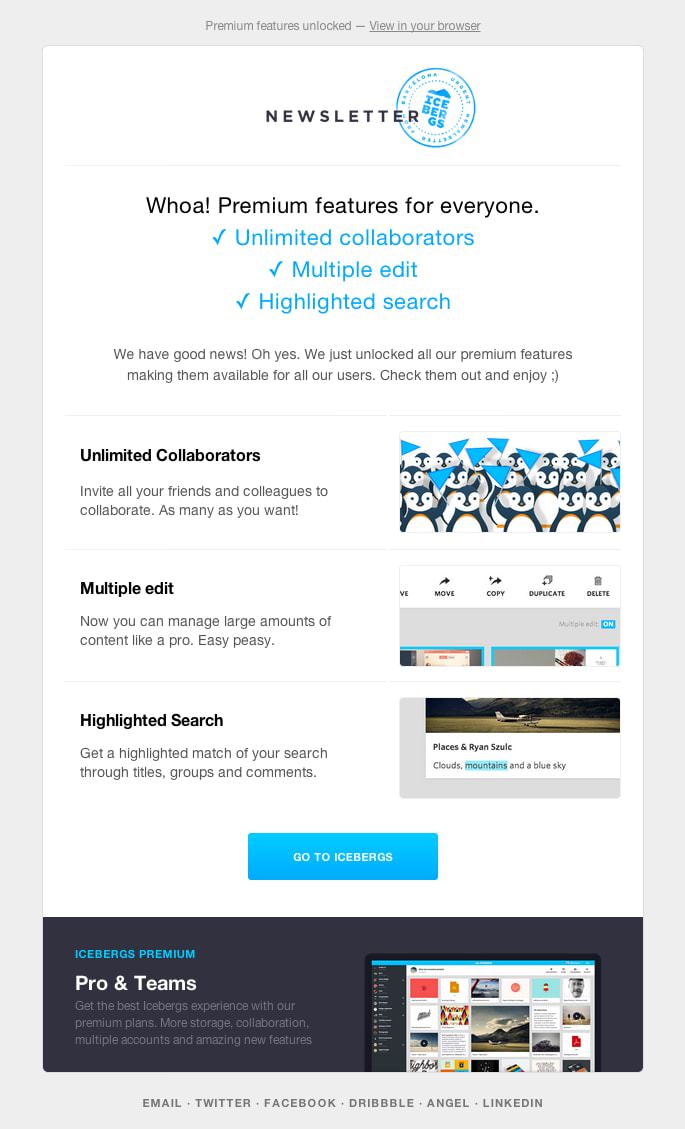 Premium features unlocked — View in your browser
NEWSLETTER
BARCELONA URGENT NEWSLETTER
ICE
BER
GS
Whoa! Premium features for everyone.
✓ Unlimited collaborators
✓ Multiple edit
✓ Highlighted search
We have good news! Oh yes. We just unlocked all our premium features
making them available for all our users. Check them out and enjoy ;)
Unlimited Collaborators
Invite all your friends and colleagues to
collaborate. As many as you want!
Multiple edit
Now you can manage large amounts of
content like a pro. Easy peasy.
VE MOVE COPY DUPLICATE DELETE
Multiple edit: ON
Highlighted Search
Get a highlighted match of your search
through titles, groups and comments.
Places & Ryan Szulc
Clouds, mountains and a blue sky
GO TO ICEBERGS
ICEBERGS PREMIUM
Pro & Teams
Get the best Icebergs experience with our
premium plans. More storage, collaboration,
multiple accounts and amazing new features
EMAIL · TWITTER · FACEBOOK · DRIBBBLE · ANGEL · LINKEDIN